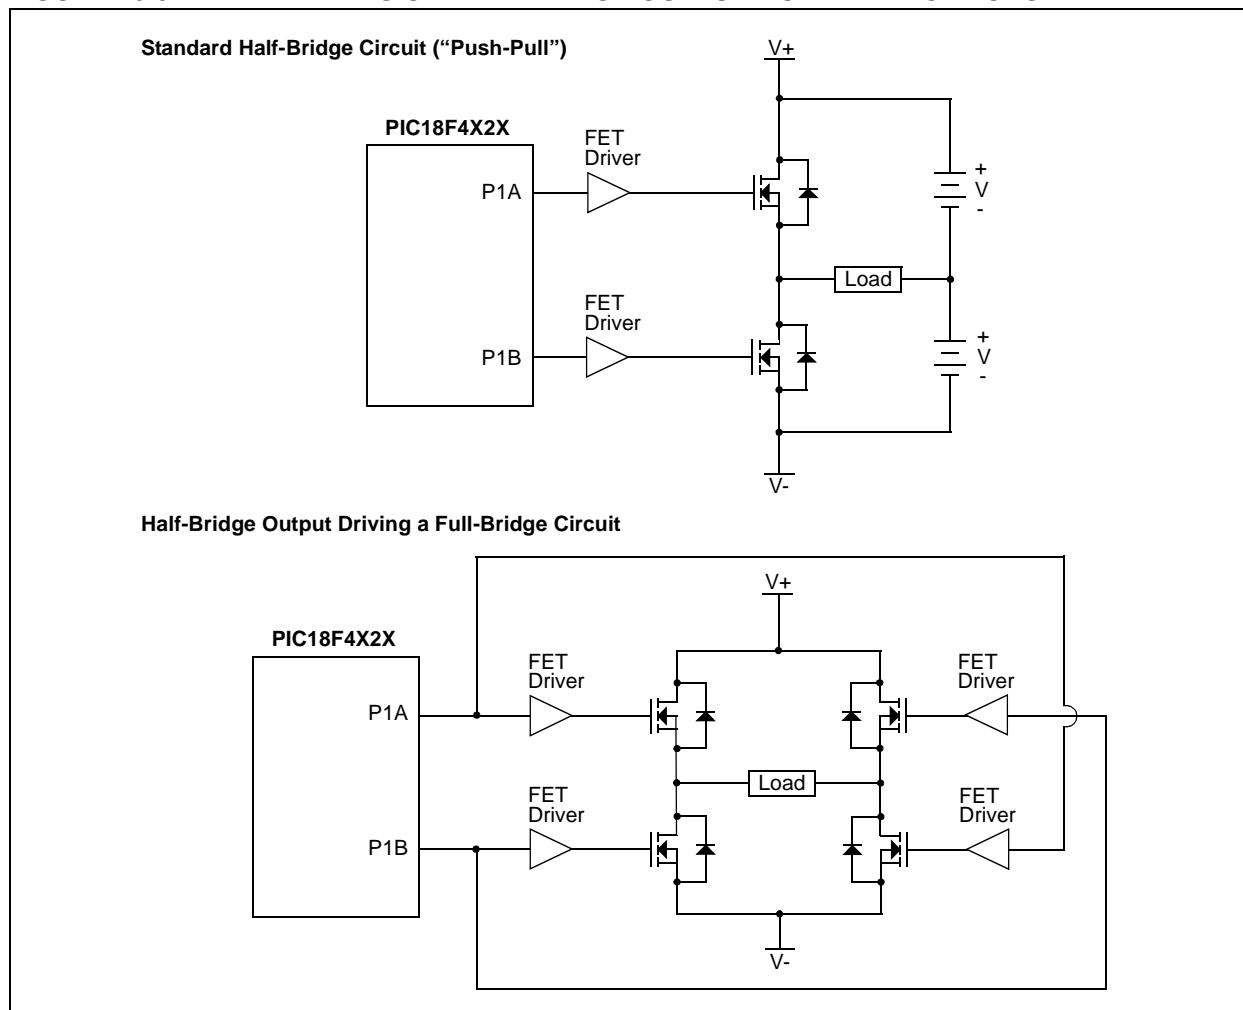 Standard Half-Bridge Circuit (“Push-Pull”)
V+
PIC18F4X2X
FET
Driver
P1A
+
V
-
Load
FET
Driver
P1B
+
V
-
V-
Half-Bridge Output Driving a Full-Bridge Circuit
V+
PIC18F4X2X
FET
Driver
FET
Driver
P1A
Load
FET
Driver
FET
Driver
P1B
V-